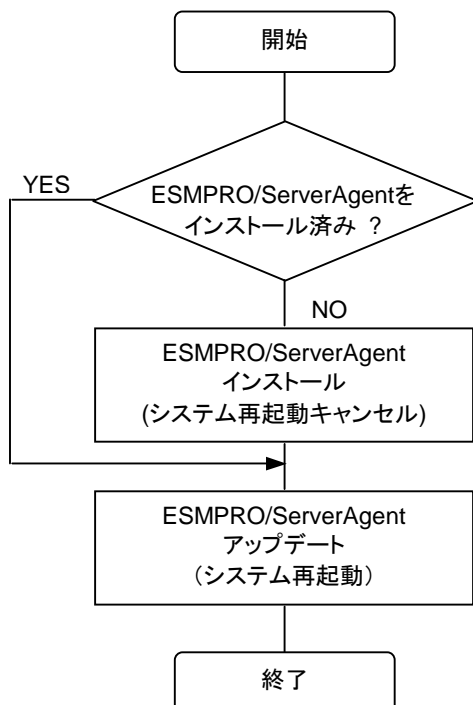 開始
YES
ESMPRO/ServerAgentを
インストール済み ?
NO
ESMPRO/ServerAgent
インストール
(システム再起動キャンセル)
ESMPRO/ServerAgent
アップデート
（システム再起動）
終了